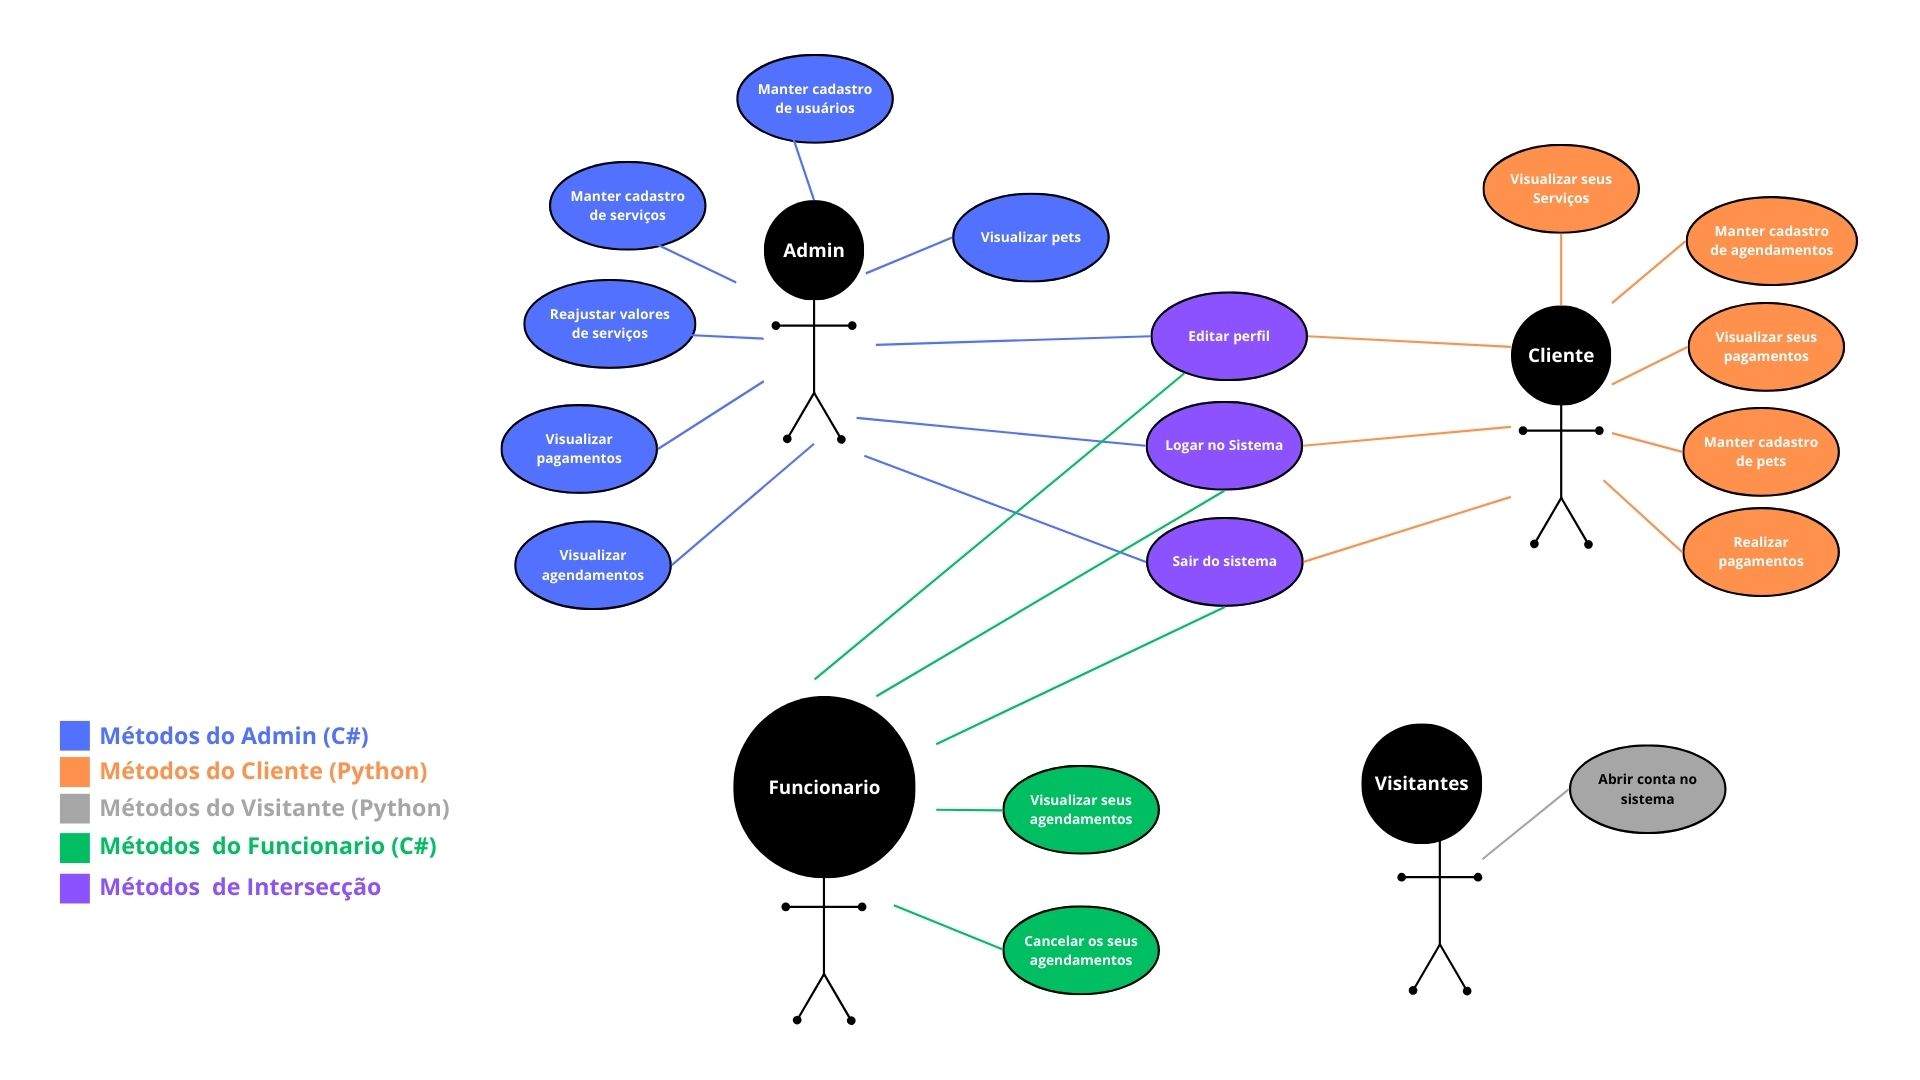 Manter cadastro
de usuários
Manter cadastro
de serviços
Admin
Visualizar pets
Reajustar valores
de serviços
Visualizar
pagamentos
Visualizar
agendamentos
Editar perfil
Logar no Sistema
Sair do sistema
Visualizar seus
Serviços
Manter cadastro
de agendamentos
Cliente
Visualizar seus
pagamentos
Manter cadastro
de pets
Realizar
pagamentos
Métodos do Admin (C#)
Métodos do Cliente (Python)
Métodos do Visitante (Python)
Métodos  do Funcionario (C#)
Métodos  de Intersecção
Funcionario
Visualizar seus
agendamentos
Cancelar os seus
agendamentos
Visitantes
Abrir conta no
sistema